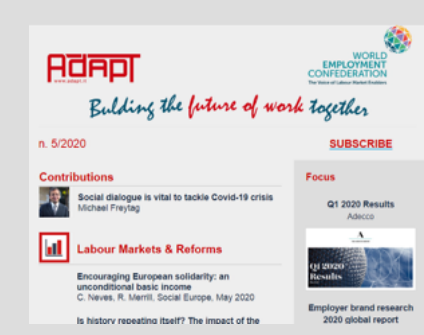 ADAPT
www.adapt.it
WORLD
EMPLOYMENT
CONFEDERATION
The Voice of Labour Market Enablers
Bulding the future of work together
n. 5/2020
SUBSCRIBE
Contributions
Social dialogue is vital to tackle Covid-19 crisis
Michael Freytag
Labour Markets & Reforms
Encouraging European solidarity: an
unconditional basic income
C. Neves, R. Merrill, Social Europe, May 2020
Is history repeating itself? The impact of the
Focus
Q1 2020 Results
Adecco
Q1 2020
Results
Employer brand research
2020 global report